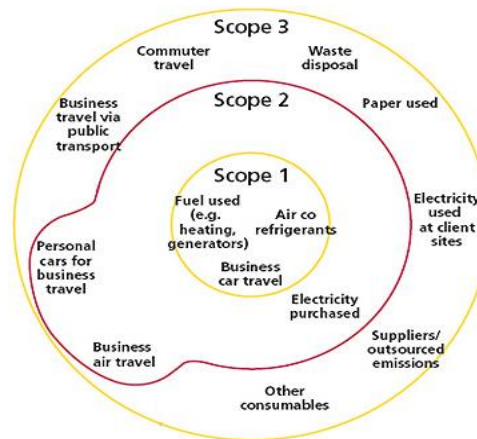 Scope 3
Commuter
travel
Waste
disposal
Business
travel via
public
transport
Scope 2
Paper used
Scope 1
Fuel used
(e.g.
heating,
generators)
Air co
refrigerants
Electricity
used
at client
sites
Personal
cars for
business
travel
Business
car travel
Electricity
purchased
Business
air travel
Suppliers/
outsourced
emissions
Other
consumables